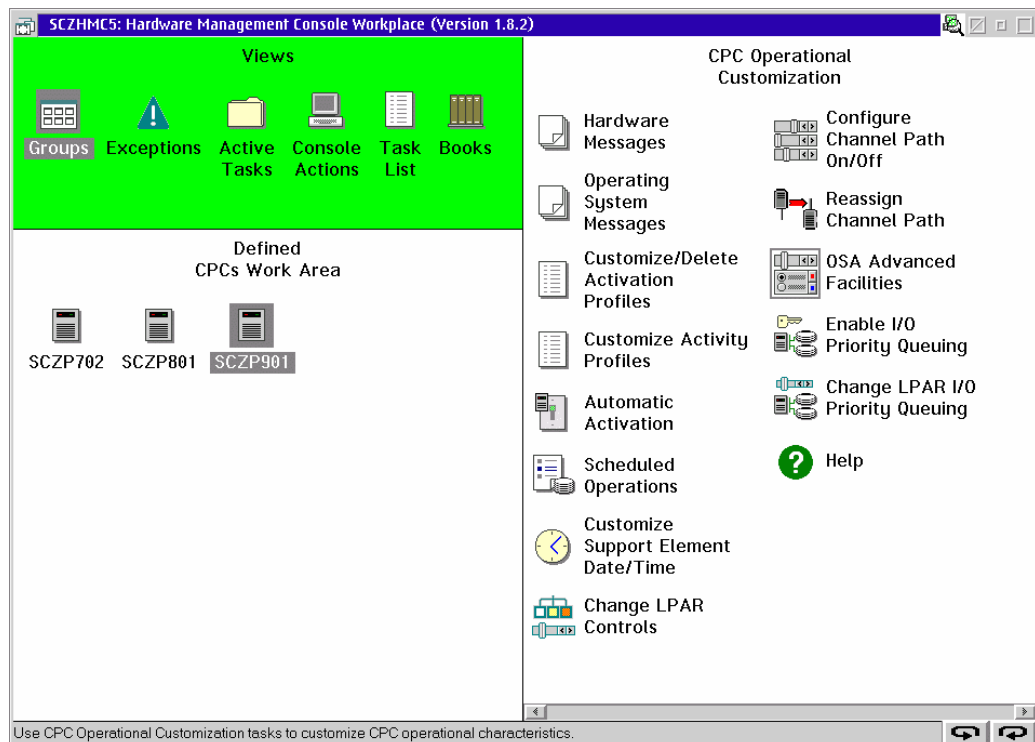 SCZHMC5: Hardware Management Console Workplace (Version 1.8.2)
Views
Groups
Exceptions
Active
Tasks
Console
Actions
Task
List
Books
Defined
CPCs Work Area
SCZP702
SCZP801
SCZP901
CPC Operational
Customization
Hardware
Messages
Operating
System
Messages
Customize/Delete
Activation
Profiles
Customize Activity
Profiles
Automatic
Activation
Scheduled
Operations
Customize
Support Element
Date/Time
Change LPAR
Controls
Configure
Channel Path
On/Off
Reassign
Channel Path
OSA Advanced
Facilities
Enable I/O
Priority Queuing
Change LPAR I/O
Priority Queuing
Help
Use CPC Operational Customization tasks to customize CPC operational characteristics.